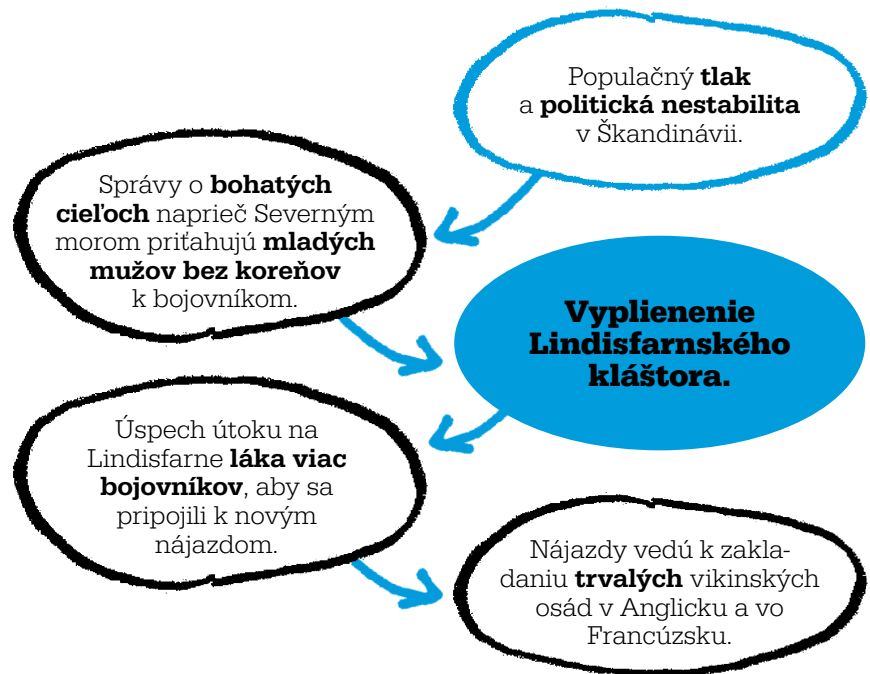 Populačný tlak
a politická nestabilita
v Škandinávii.
Správy o bohatých
cieľoch naprieč Severným
morom priťahujú mladých
mužov bez koreňov
k bojovníkom.
Vyplienenie
Lindisfarnského
kláštora.
Úspech útoku na
Lindisfarne láka viac
bojovníkov, aby sa
pripojili k novým
nájazdom.
Nájazdy vedú k zakla-
daniu trvalých vikinských
osád v Anglicku a vo
Francúzsku.